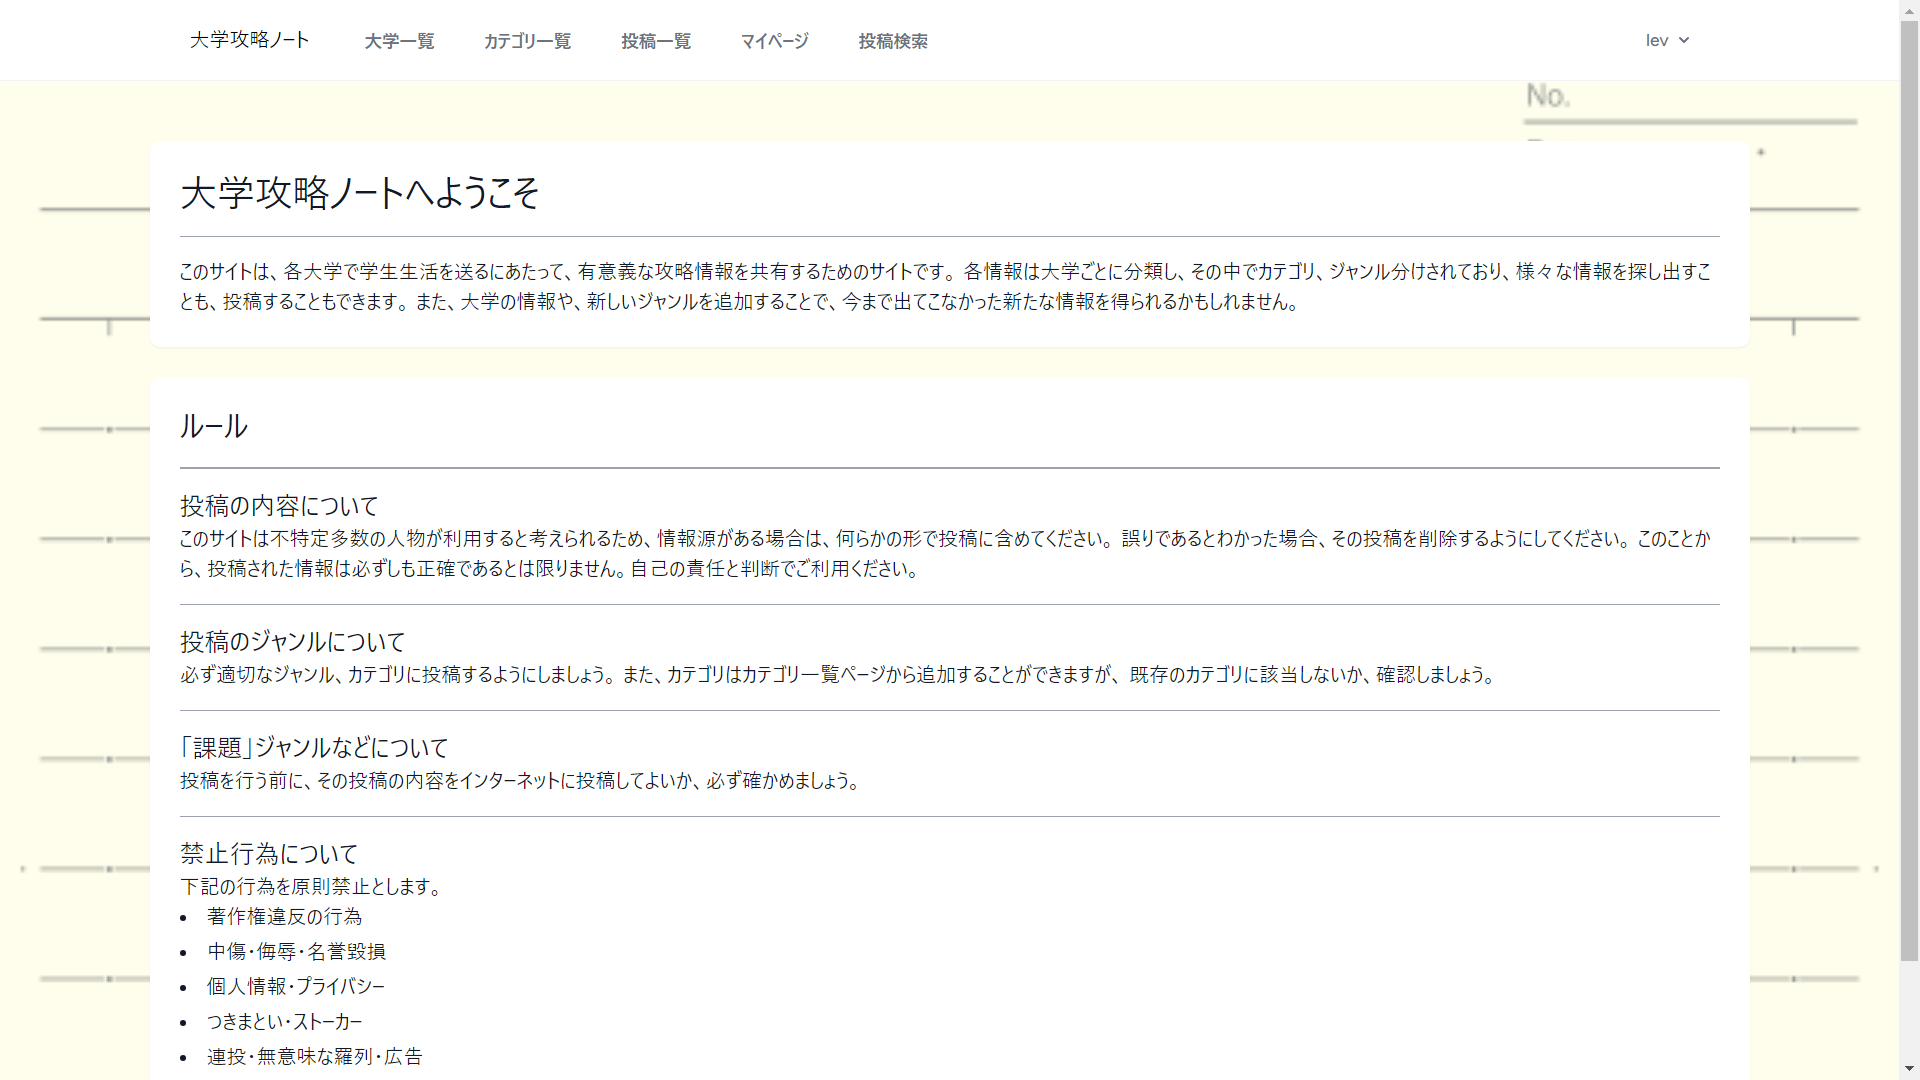 大学攻略ノート 大学一覧 カテゴリ一覧 投稿一覧 マイページ 投稿検索 lev
No.
大学攻略ノートへようこそ
このサイトは、各大学で学生生活を送るにあたって、有意義な攻略情報を共有するためのサイトです。各情報は大学ごとに分類し、その中でカテゴリ、ジャンル分けされており、様々な情報を探し出すこ
とも、投稿することもできます。また、大学の情報や、新しいジャンルを追加することで、今まで出てこなかった新たな情報を得られるかもしれません。
ルール
投稿の内容について
このサイトは不特定多数の人物が利用すると考えられるため、情報源がある場合は、何らかの形で投稿に含めてください。誤りであるとわかった場合、その投稿を削除するようにしてください。このことか
ら、投稿された情報は必ずしも正確であるとは限りません。自己の責任と判断でご利用ください。
投稿のジャンルについて
必ず適切なジャンル、カテゴリに投稿するようにしましょう。また、カテゴリはカテゴリ一覧ページから追加することができますが、既存のカテゴリに該当しないか、確認しましょう。
「課題」ジャンルなどについて
投稿を行う前に、その投稿の内容をインターネットに投稿してよいか、必ず確かめましょう。
禁止行為について
下記の行為を原則禁止とします。
• 著作権違反の行為
• 中傷・侮辱・名誉毀損
• 個人情報・プライバシー
• つきまとい・ストーカー
• 連投・無意味な羅列・広告